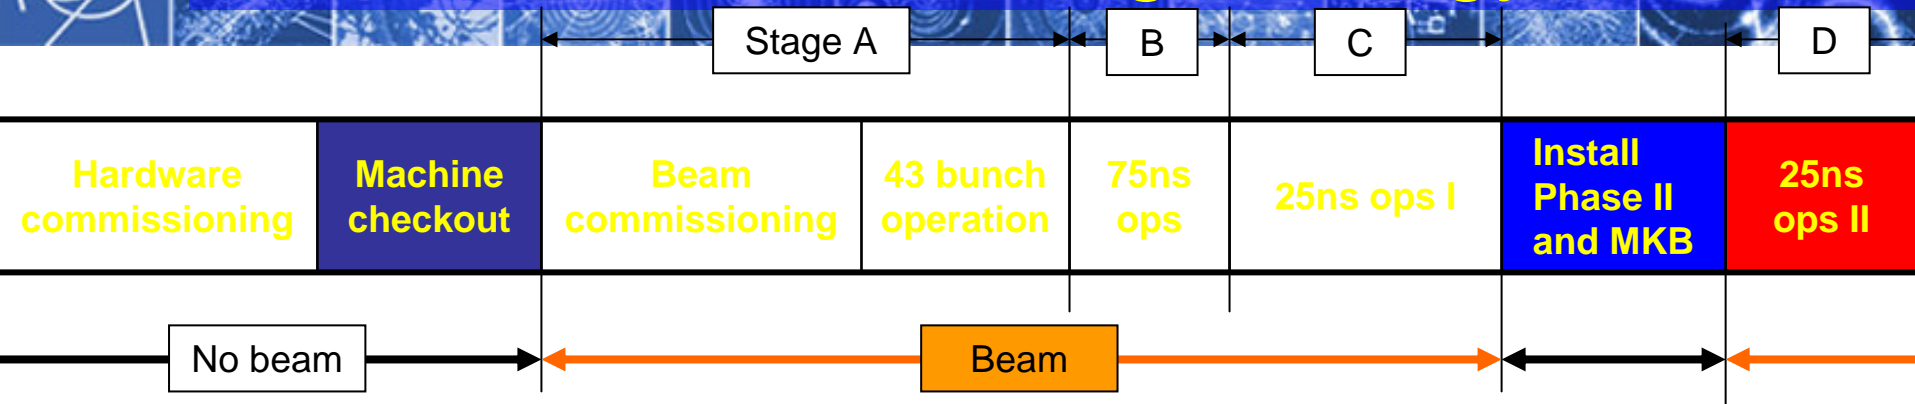 Stage A
B
C
D
Hardware
commissioning
Machine
checkout
Beam
commissioning
43 bunch
operation
75ns
ops
25ns ops I
Install
Phase II
and MKB
25ns
ops II
No beam
Beam